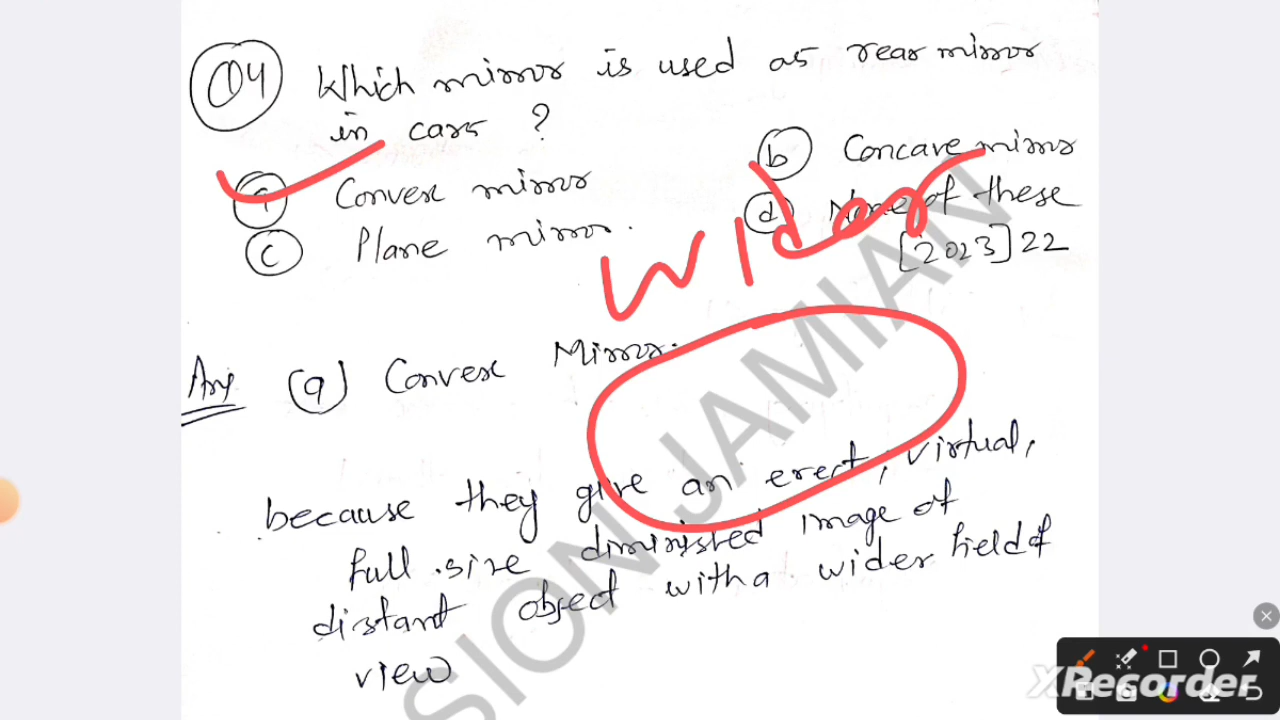 Q4 Which mirror is used as rear mirror
in cars ?
a Convex mirror
b Concave mirror
c Plane mirror.
d None of these
[2023] 22
wider
Ans (a) Convex Mirror.
because they give an erect, virtual,
full size diminished image of
distant object with a wider field of
view
SION JAMIAN
XRecorder